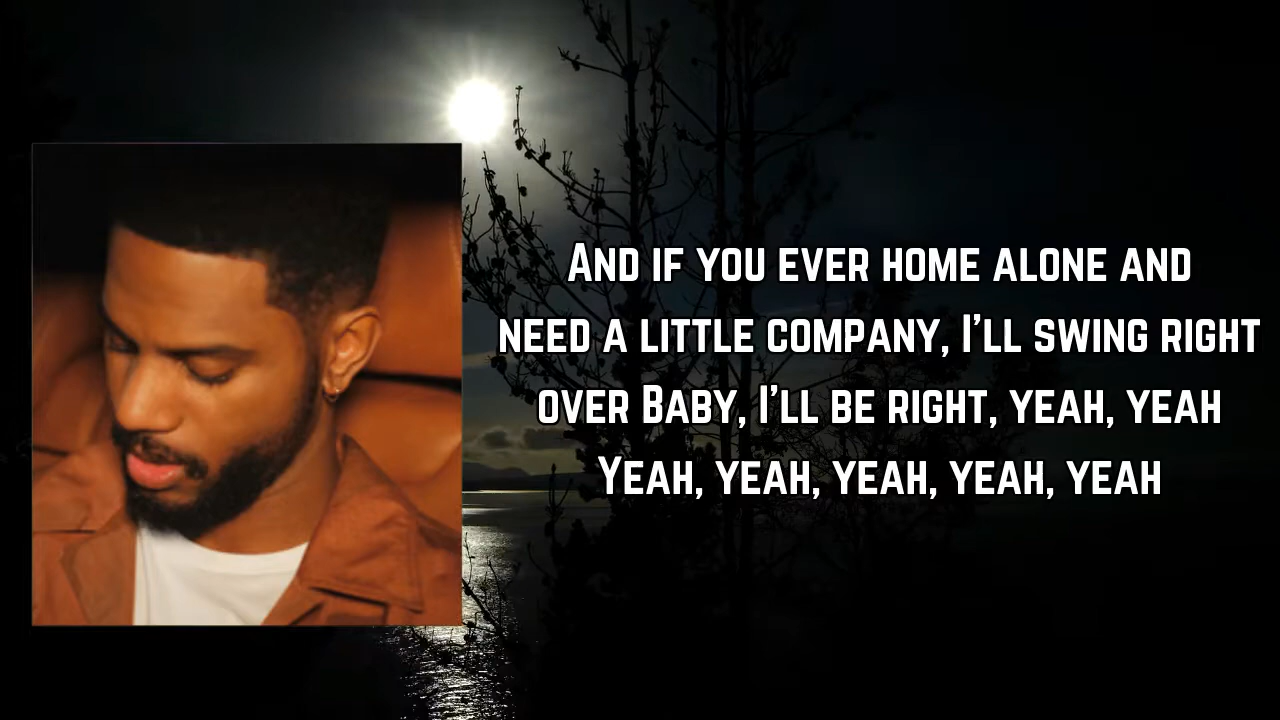 And if you ever home alone and
need a little company, I'll swing right
over Baby, I'll be right, yeah, yeah
Yeah, yeah, yeah, yeah, yeah